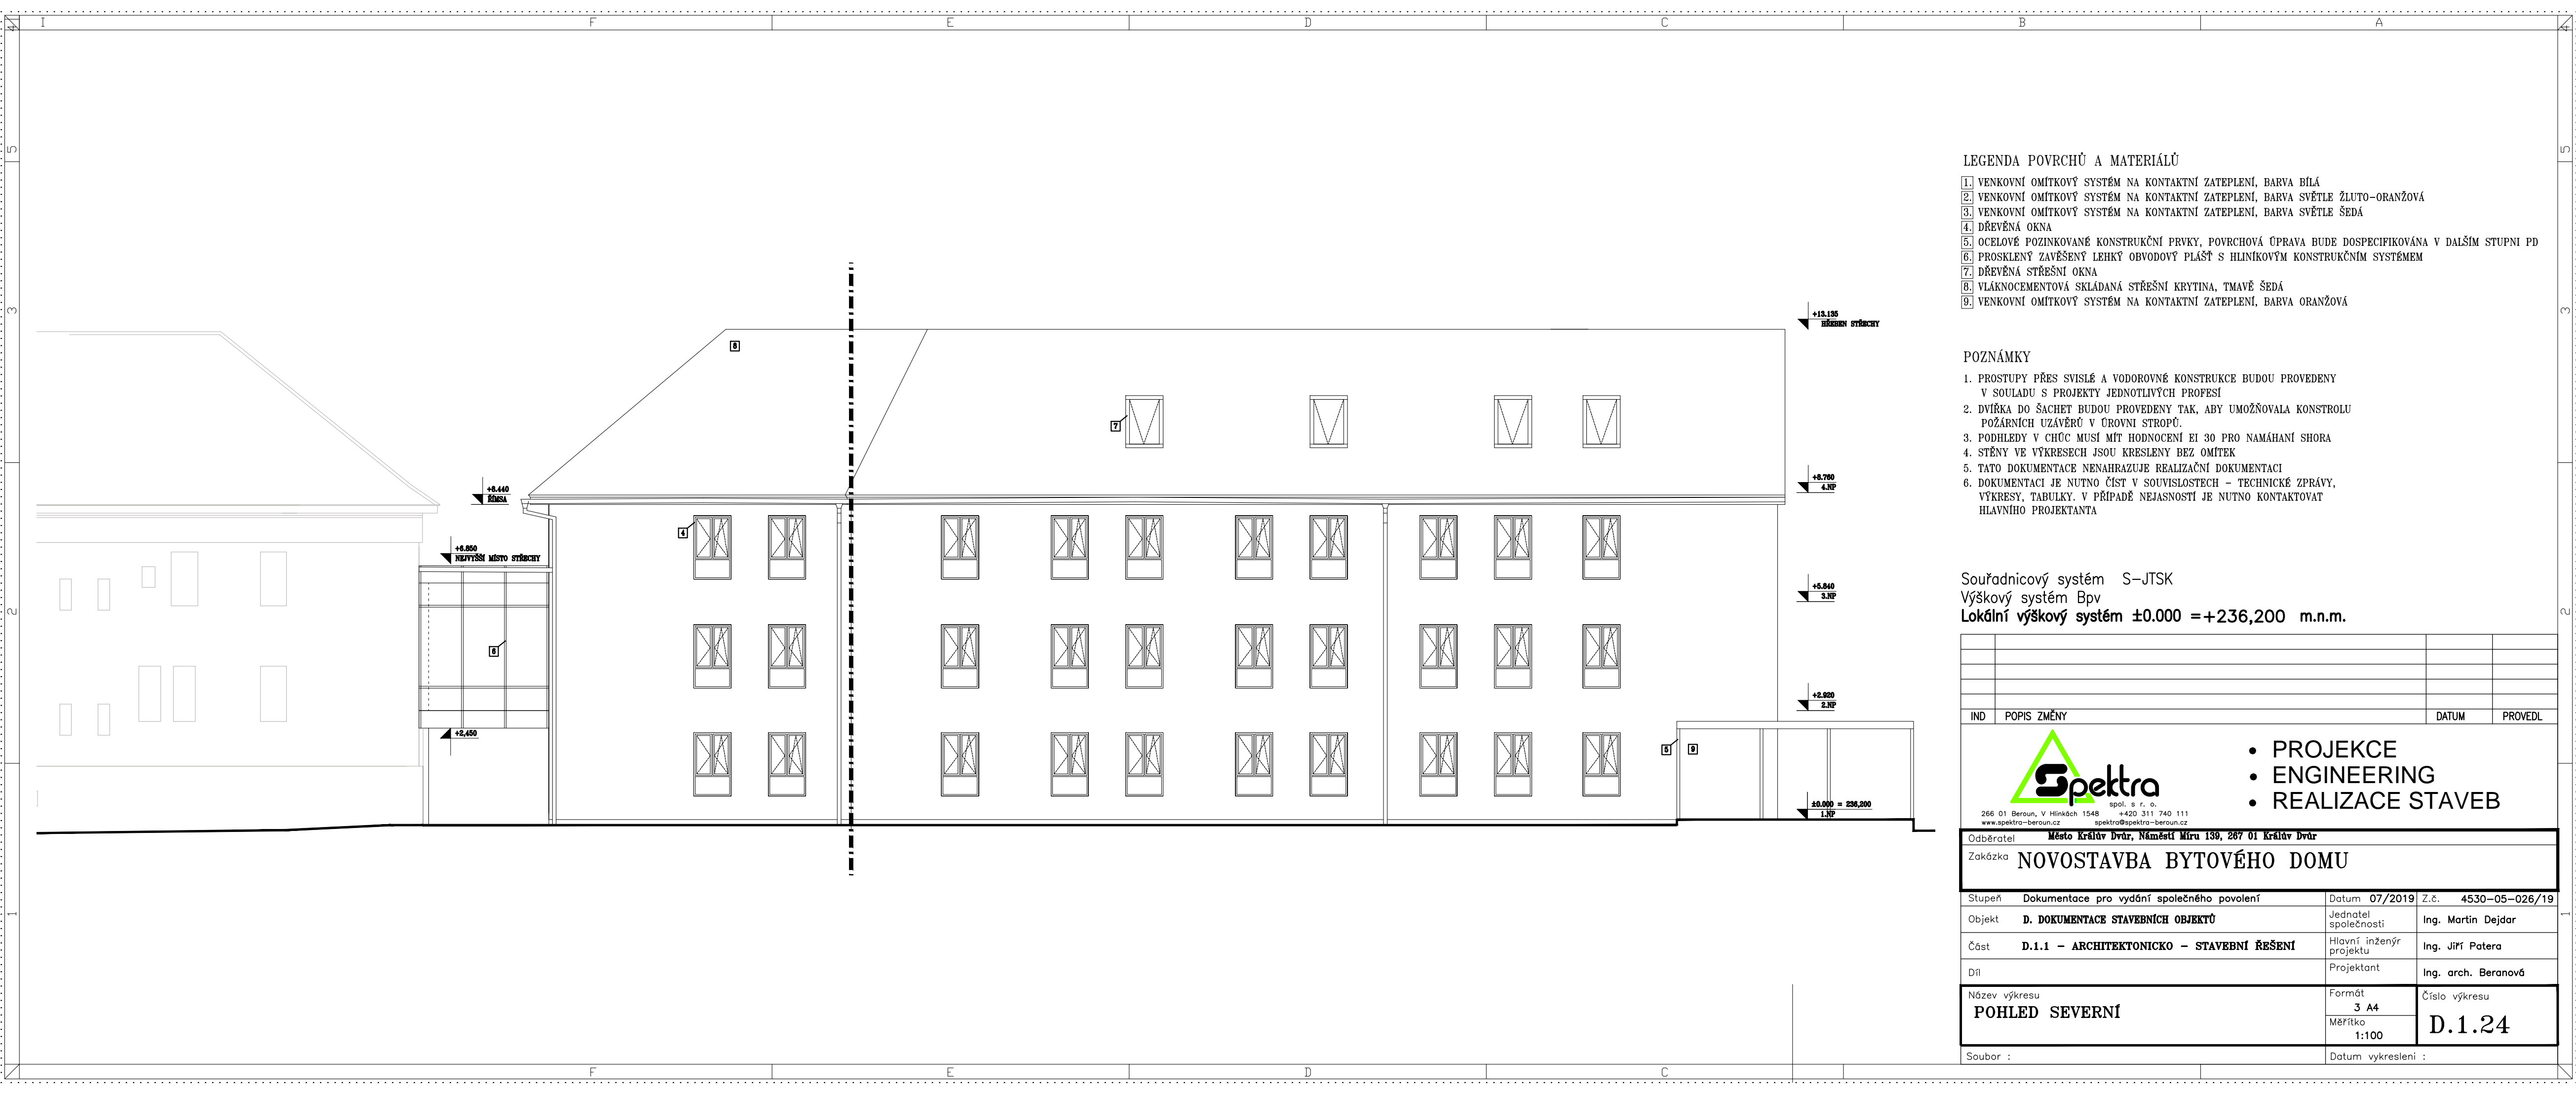 I F E D C B A
4 4
5 5
3 3
2 2
1 1
LEGENDA POVRCHŮ A MATERIÁLŮ
1. VENKOVNÍ OMÍTKOVÝ SYSTÉM NA KONTAKTNÍ ZATEPLENÍ, BARVA BÍLÁ
2. VENKOVNÍ OMÍTKOVÝ SYSTÉM NA KONTAKTNÍ ZATEPLENÍ, BARVA SVĚTLE ŽLUTO-ORANŽOVÁ
3. VENKOVNÍ OMÍTKOVÝ SYSTÉM NA KONTAKTNÍ ZATEPLENÍ, BARVA SVĚTLE ŠEDÁ
4. DŘEVĚNÁ OKNA
5. OCELOVÉ POZINKOVANÉ KONSTRUKČNÍ PRVKY, POVRCHOVÁ ÚPRAVA BUDE DOSPECIFIKOVÁNA V DALŠÍM STUPNI PD
6. PROSKLENÝ ZAVĚŠENÝ LEHKÝ OBVODOVÝ PLÁŠŤ S HLINÍKOVÝM KONSTRUKČNÍM SYSTÉMEM
7. DŘEVĚNÁ STŘEŠNÍ OKNA
8. VLÁKNOCEMENTOVÁ SKLÁDANÁ STŘEŠNÍ KRYTINA, TMAVĚ ŠEDÁ
9. VENKOVNÍ OMÍTKOVÝ SYSTÉM NA KONTAKTNÍ ZATEPLENÍ, BARVA ORANŽOVÁ
+13.135
HŘEBEN STŘECHY
8
7
+8.440
ŘÍMSA
+8.760
4.NP
4
+6.850
NEJVYŠŠÍ MÍSTO STŘECHY
+5.840
3.NP
6
+2.920
2.NP
+2,450
5 9
±0.000 = 236,200
1.NP
POZNÁMKY
1. PROSTUPY PŘES SVISLÉ A VODOROVNÉ KONSTRUKCE BUDOU PROVEDENY
V SOULADU S PROJEKTY JEDNOTLIVÝCH PROFESÍ
2. DVÍŘKA DO ŠACHET BUDOU PROVEDENY TAK, ABY UMOŽŇOVALA KONSTROLU
POŽÁRNÍCH UZÁVĚRŮ V ÚROVNI STROPŮ.
3. PODHLEDY V CHÚC MUSÍ MÍT HODNOCENÍ EI 30 PRO NAMÁHANÍ SHORA
4. STĚNY VE VÝKRESECH JSOU KRESLENY BEZ OMÍTEK
5. TATO DOKUMENTACE NENAHRAZUJE REALIZAČNÍ DOKUMENTACI
6. DOKUMENTACI JE NUTNO ČÍST V SOUVISLOSTECH - TECHNICKÉ ZPRÁVY,
VÝKRESY, TABULKY. V PŘÍPADĚ NEJASNOSTÍ JE NUTNO KONTAKTOVAT
HLAVNÍHO PROJEKTANTA
Souřadnicový systém S-JTSK
Výškový systém Bpv
Lokální výškový systém ±0.000 =+236,200 m.n.m.
IND POPIS ZMĚNY DATUM PROVEDL
Spektra
spol. s r. o.
266 01 Beroun, V Hlinkách 1548 +420 311 740 111
www.spektra-beroun.cz spektra@spektra-beroun.cz
• PROJEKCE
• ENGINEERING
• REALIZACE STAVEB
Odběratel Město Králův Dvůr, Náměstí Míru 139, 267 01 Králův Dvůr
Zakázka NOVOSTAVBA BYTOVÉHO DOMU
Stupeň Dokumentace pro vydání společného povolení Datum 07/2019 Z.č. 4530-05-026/19
Objekt D. DOKUMENTACE STAVEBNÍCH OBJEKTŮ Jednatel společnosti Ing. Martin Dejdar
Část D.1.1 - ARCHITEKTONICKO - STAVEBNÍ ŘEŠENÍ Hlavní inženýr projektu Ing. Jiří Patera
Díl Projektant Ing. arch. Beranová
Název výkresu Formát Číslo výkresu
POHLED SEVERNÍ 3 A4
Měřítko D.1.24
1:100
Soubor : Datum vykreslení :
F E D C